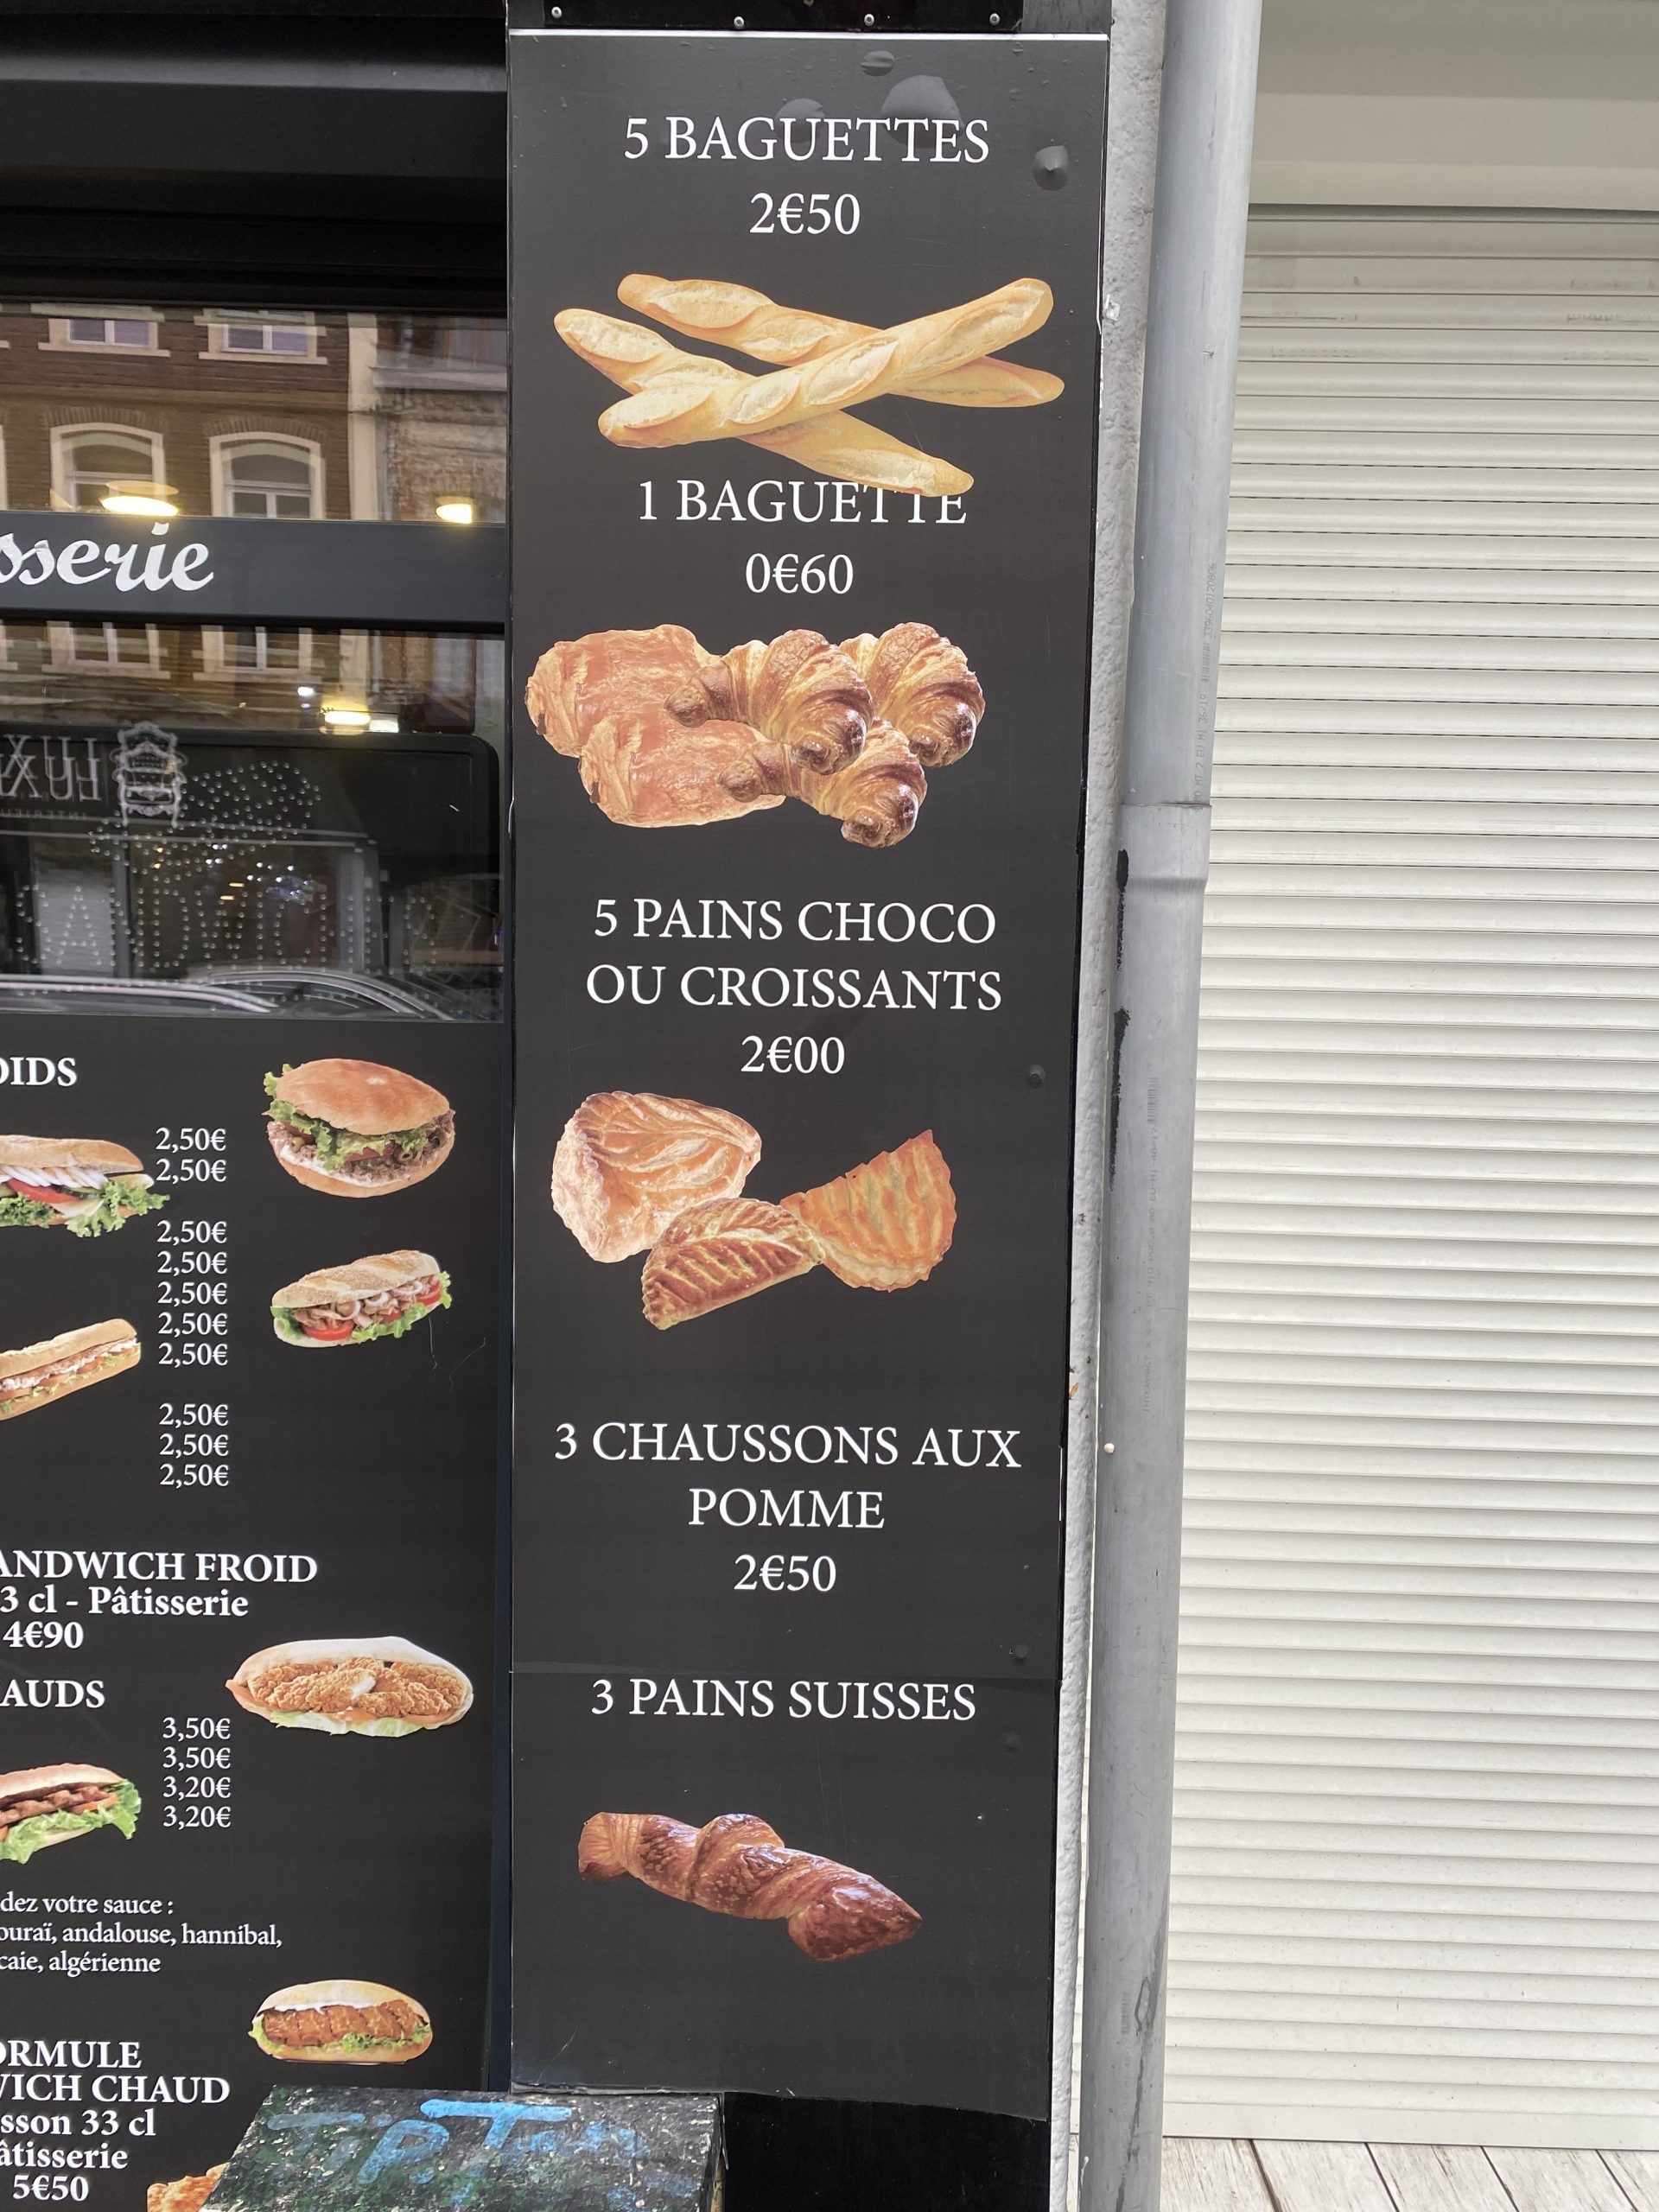 5 BAGUETTES
2€50
1 BAGUETTE
0€60
5 PAINS CHOCO
OU CROISSANTS
2€00
3 CHAUSSONS AUX
POMME
2€50
3 PAINS SUISSES
sserie
OIDS
2,50€
2,50€
2,50€
2,50€
2,50€
2,50€
2,50€
2,50€
2,50€
2,50€
ANDWICH FROID
3 cl - Pâtisserie
4€90
AUDS
3,50€
3,50€
3,20€
3,20€
dez votre sauce :
ouraï, andalouse, hannibal,
caie, algérienne
ORMULE
VICH CHAUD
sson 33 cl
âtisserie
5€50